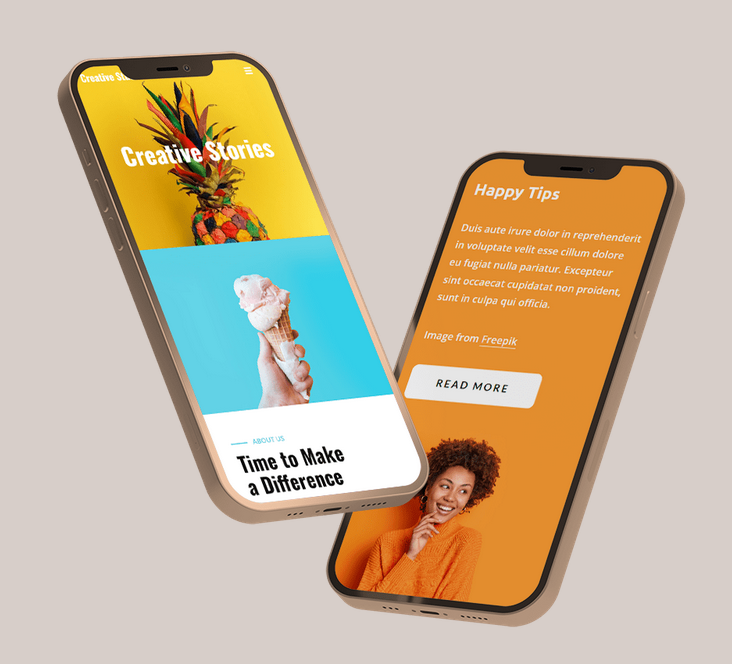 Creative
Creative Stories
ABOUT US
Time to Make
a Difference
Happy Tips
Duis aute irure dolor in reprehenderit
in voluptate velit esse cillum dolore
eu fugiat nulla pariatur. Excepteur
sint occaecat cupidatat non proident,
sunt in culpa qui officia.
Image from Freepik
READ MORE